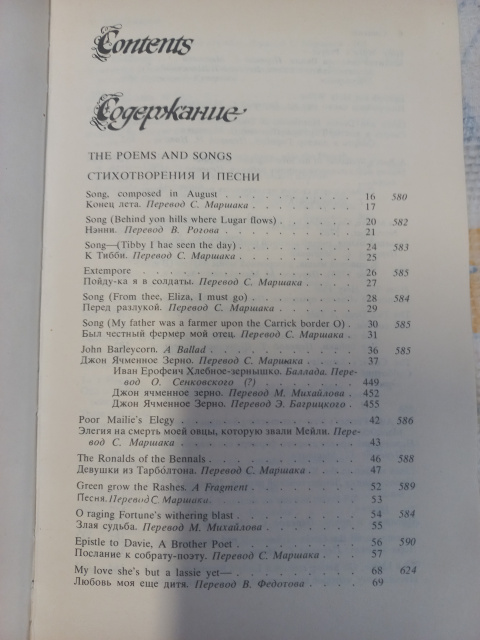 Contents
Содержание
THE POEMS AND SONGS
СТИХОТВОРЕНИЯ И ПЕСНИ
Song, composed in August . . . . . . . . . . 16 580
Конец лета. Перевод С. Маршака . . . . . . . . 17
Song (Behind yon hills where Lugar flows) . . . . . . 20 582
Нэнни. Перевод В. Рогова . . . . . . . . . . 21
Song—(Tibby I hae seen the day) . . . . . . . . 24 583
К Тибби. Перевод С. Маршака . . . . . . . . . 25
Extempore . . . . . . . . . . . . . . . 26 585
Пойду-ка я в солдаты. Перевод С. Маршака . . . . . 27
Song (From thee, Eliza, I must go) . . . . . . . . 28 584
Перед разлукой. Перевод С. Маршака . . . . . . . 29
Song (My father was a farmer upon the Carrick border O) . 30 585
Был честный фермер мой отец. Перевод С. Маршака . . 31
John Barleycorn. A Ballad . . . . . . . . . . 36 585
Джон Ячменное Зерно. Перевод С. Маршака . . . . . 37
Иван Ерофеич Хлебное-зернышко. Баллада. Пере-
вод О. Сенковского (?) . . . . . . . . 449
Джон ячменное зерно. Перевод М. Михайлова . . 452
Джон Ячменное Зерно. Перевод Э. Багрицкого . . 455
Poor Mailie's Elegy . . . . . . . . . . . . 42 586
Элегия на смерть моей овцы, которую звали Мейли. Пере-
вод С. Маршака . . . . . . . . . . . 43
The Ronalds of the Bennals . . . . . . . . . . 46 588
Девушки из Тарболтона. Перевод С. Маршака . . . . 47
Green grow the Rashes. A Fragment . . . . . . . 52 589
Песня. Перевод С. Маршака . . . . . . . . . . 53
O raging Fortune's withering blast . . . . . . . . 54 584
Злая судьба. Перевод М. Михайлова . . . . . . . 55
Epistle to Davie, A Brother Poet . . . . . . . . 56 590
Послание к собрату-поэту. Перевод С. Маршака . . . . 57
My love she's but a lassie yet— . . . . . . . . . 68 624
Любовь моя еще дитя. Перевод В. Федотова . . . . . 69